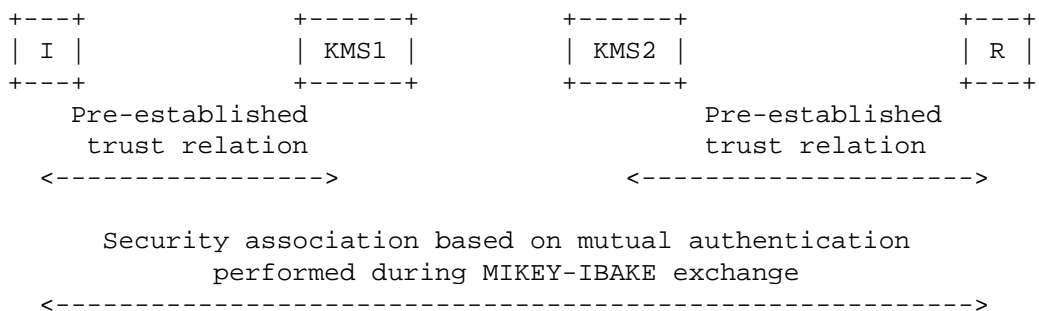 +---+ +------+ +------+ +---+
| I | | KMS1 | | KMS2 | | R |
+---+ +------+ +------+ +---+
Pre-established Pre-established
trust relation trust relation
<-----------------> <--------------------->
Security association based on mutual authentication
performed during MIKEY-IBAKE exchange
<---------------------------------------------------------->